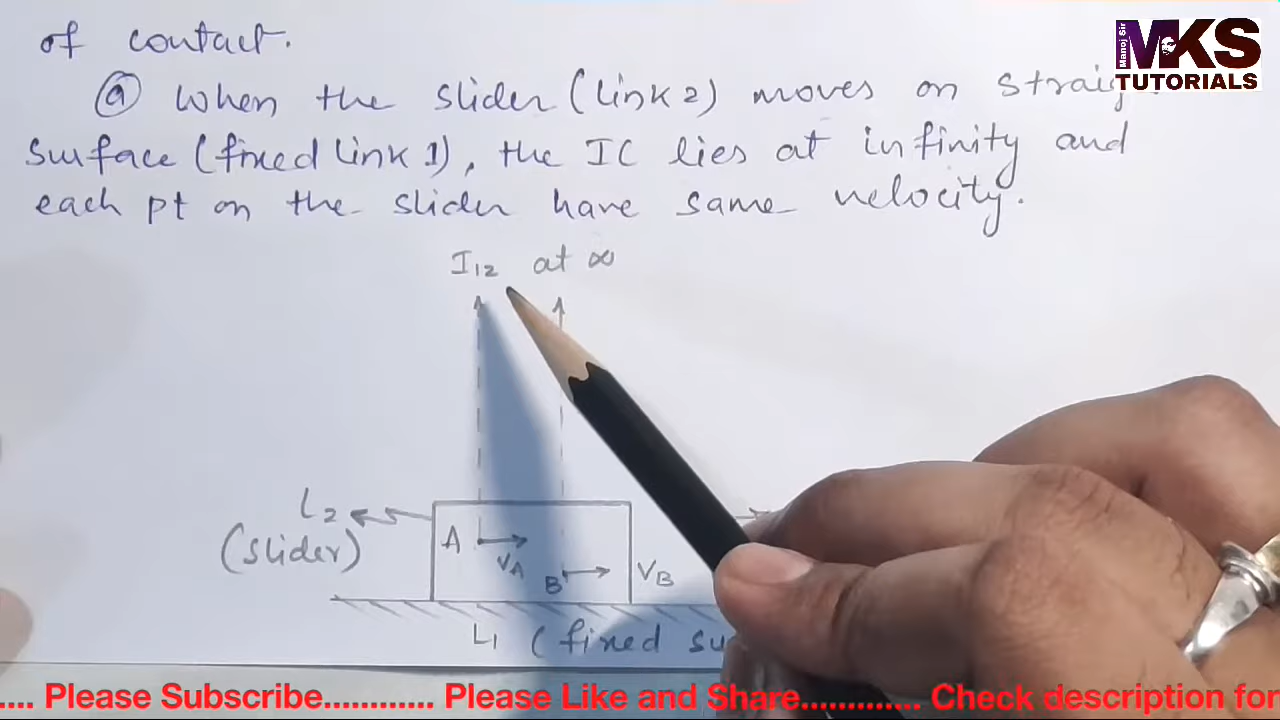 of contact.
ⓐ When the slider (link 2) moves on straig
surface (fixed link 1), the IC lies at infinity and
each pt on the slider have same velocity.
I₁₂ at ∞
L₂
(slider)
A
V_A
B
V_B
L₁ (fixed su
Manoj Sir
MKS
TUTORIALS
.... Please Subscribe............ Please Like and Share............. Check description for